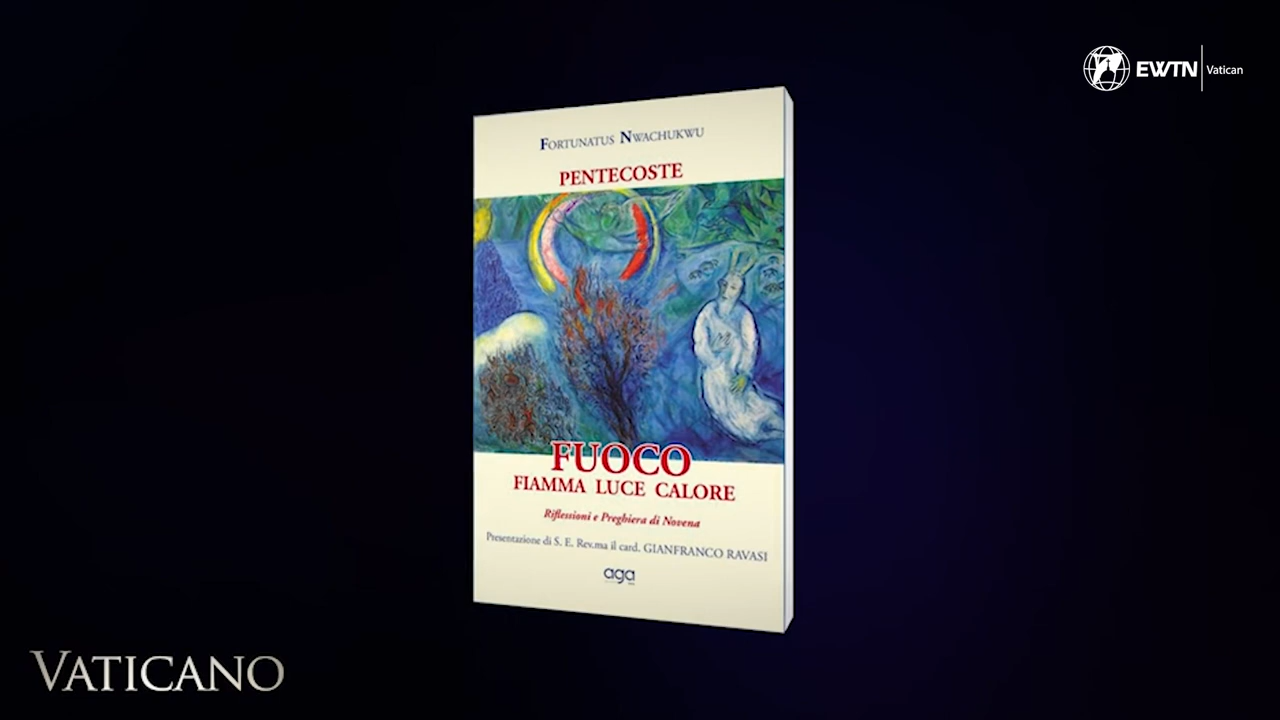 EWTN Vatican
FORTUNATUS NWACHUKWU
PENTECOSTE
FUOCO
FIAMMA LUCE CALORE
Riflessioni e Preghiera di Novena
Presentazione di S. E. Rev.ma il card. GIANFRANCO RAVASI
aga
VATICANO